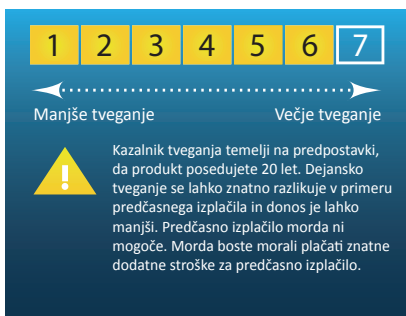 1 2 3 4 5 6 7
Manjše tveganje Večje tveganje
!
Kazalnik tveganja temelji na predpostavki,
da produkt posedujete 20 let. Dejansko
tveganje se lahko znatno razlikuje v primeru
predčasnega izplačila in donos je lahko
manjši. Predčasno izplačilo morda ni
mogoče. Morda boste morali plačati znatne
dodatne stroške za predčasno izplačilo.